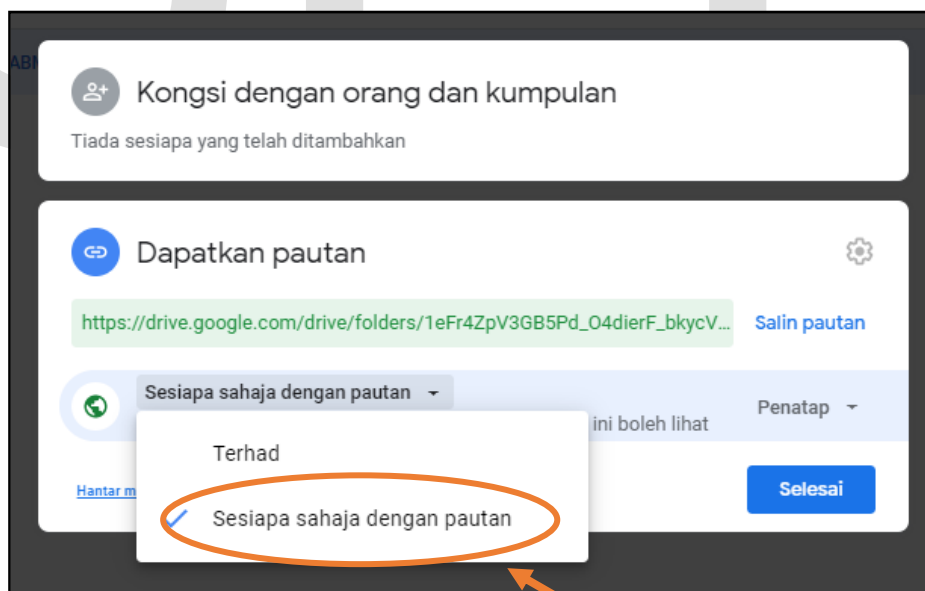 Kongsi dengan orang dan kumpulan
Tiada sesiapa yang telah ditambahkan
Dapatkan pautan
https://drive.google.com/drive/folders/1eFr4ZpV3GB5Pd_O4dierF_bkycV... Salin pautan
Sesiapa sahaja dengan pautan
ini boleh lihat Penatap
Terhad
Hantar m
Selesai
Sesiapa sahaja dengan pautan